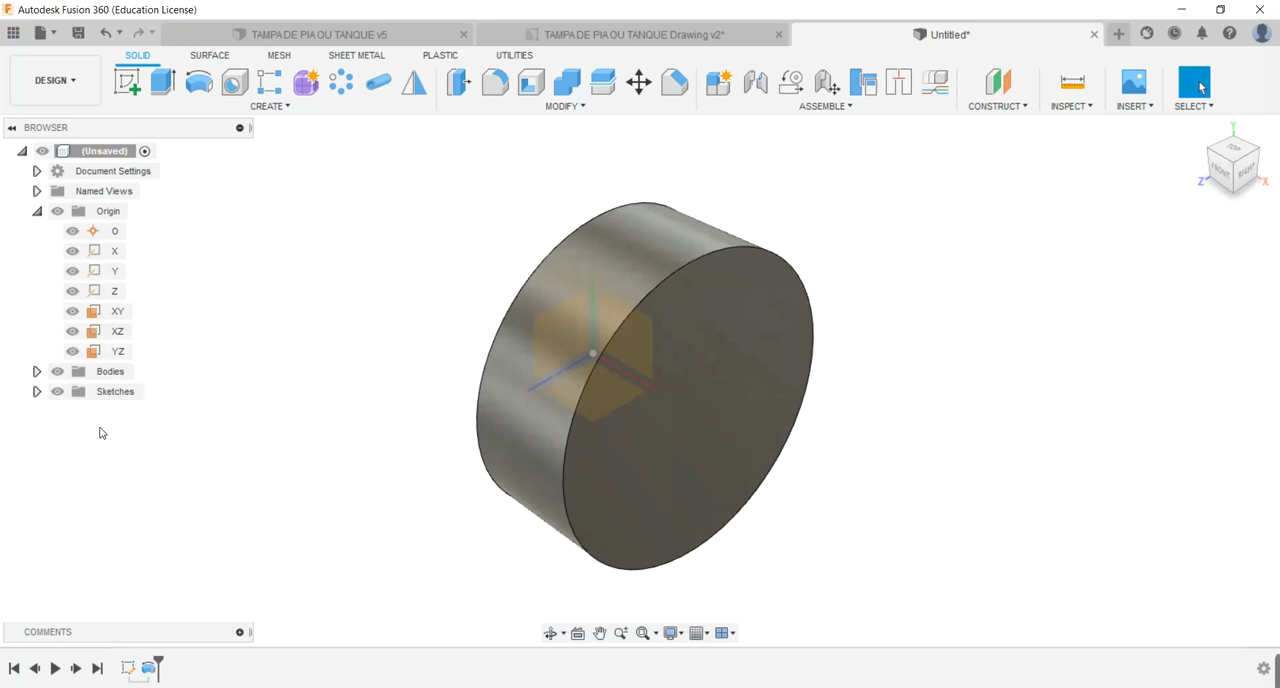 Autodesk Fusion 360 (Education License)
TAMPA DE PIA OU TANQUE v5
TAMPA DE PIA OU TANQUE Drawing v2*
Untitled*
SOLID SURFACE MESH SHEET METAL PLASTIC UTILITIES
DESIGN
CREATE MODIFY ASSEMBLE CONSTRUCT INSPECT INSERT SELECT
BROWSER
(Unsaved)
Document Settings
Named Views
Origin
O
X
Y
Z
XY
XZ
YZ
Bodies
Sketches
Y
TOP
FRONT
RIGHT
Z
X
COMMENTS